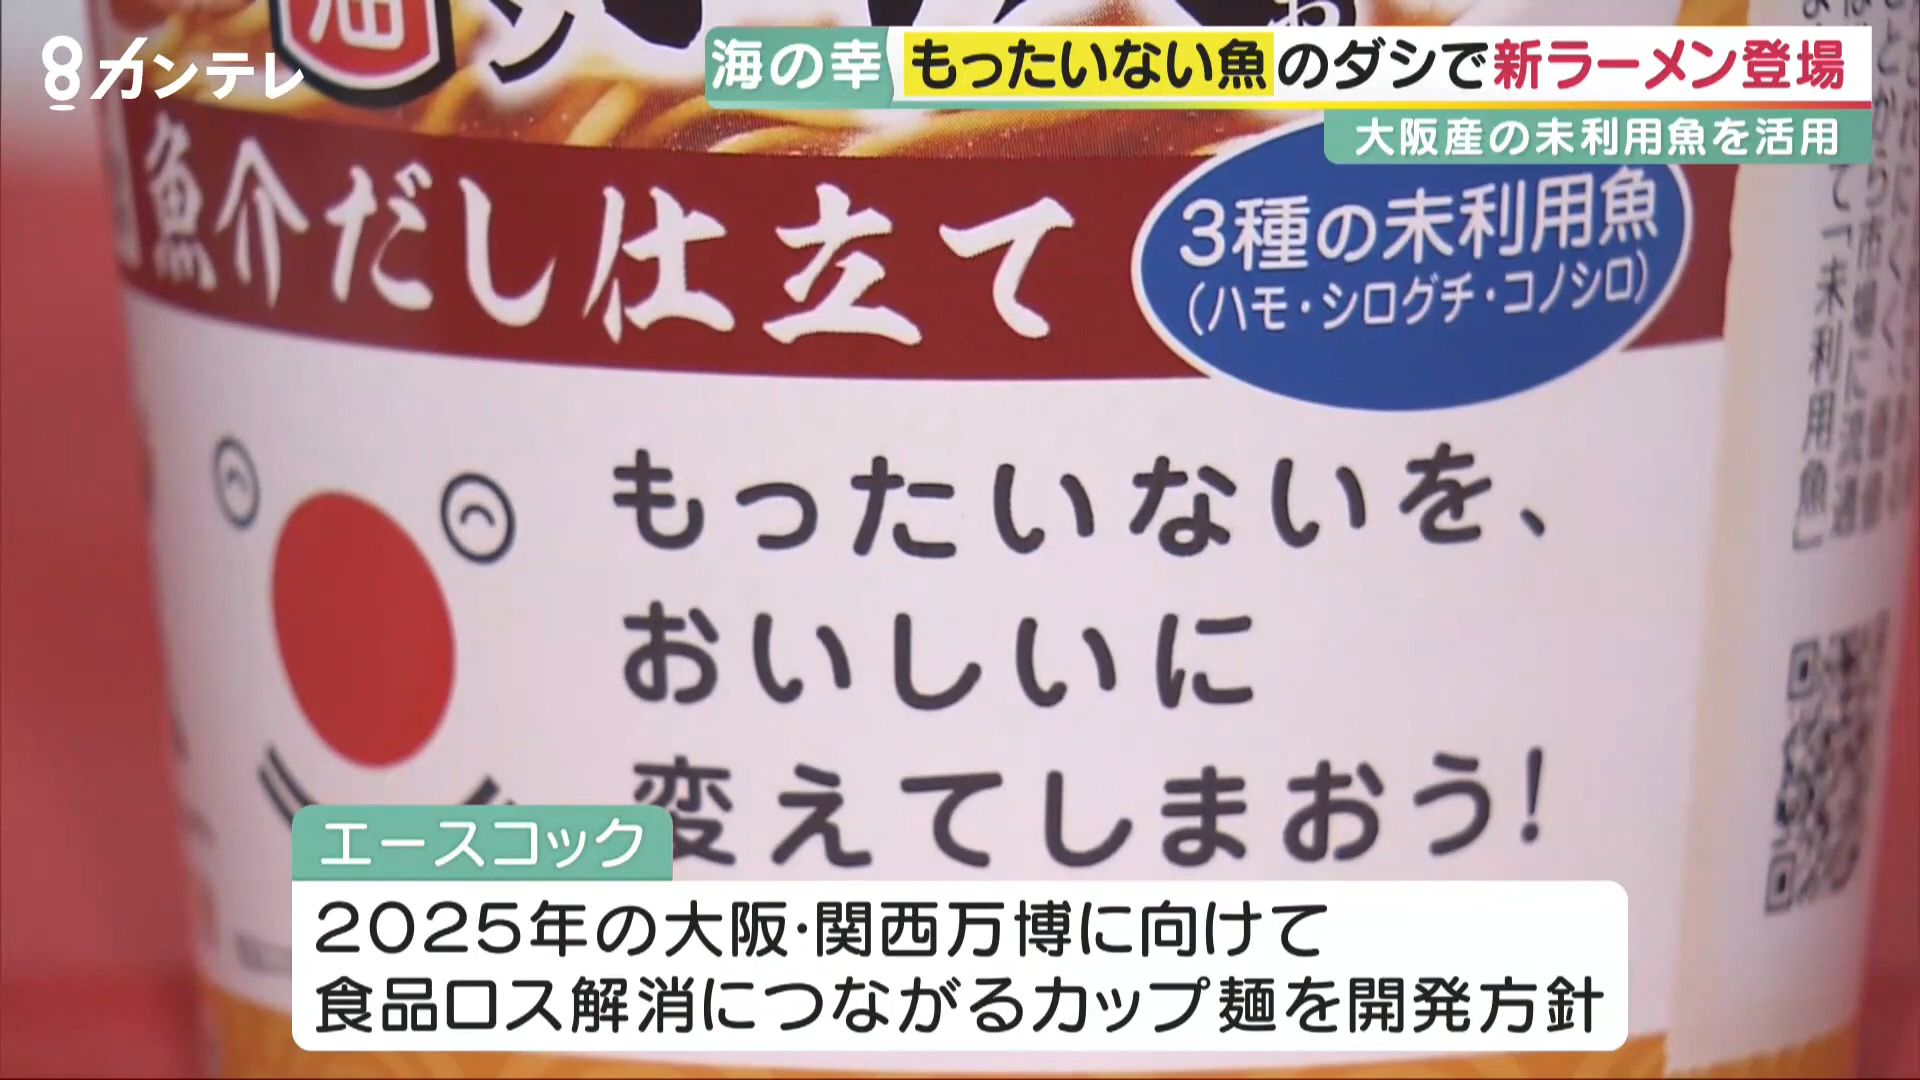 8カンテレ
海の幸 もったいない魚のダシで新ラーメン登場
大阪産の未利用魚を活用
魚介だし仕立て
3種の未利用魚
(ハモ・シログチ・コノシロ)
もったいないを、
おいしいに
変えてしまおう!
「未利用魚」
エースコック
2025年の大阪・関西万博に向けて
食品ロス解消につながるカップ麺を開発方針